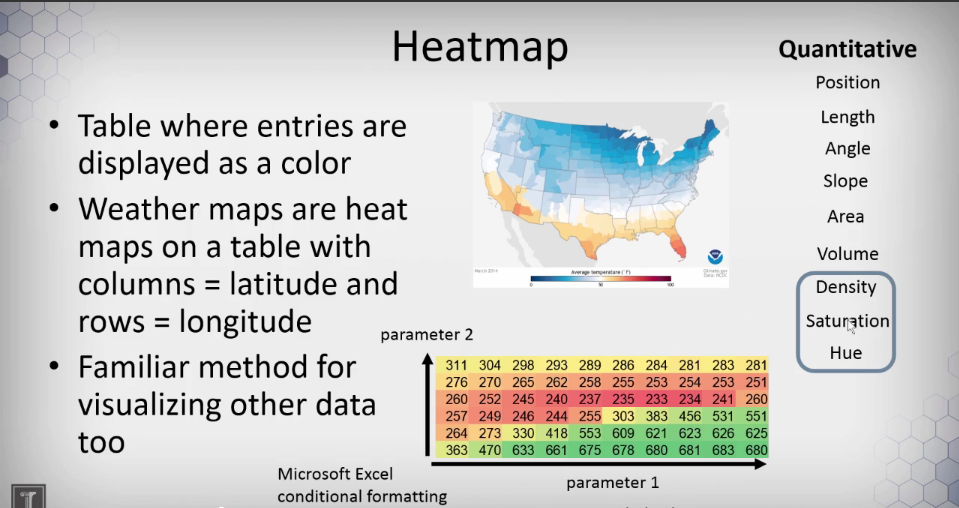 Heatmap
• Table where entries are
displayed as a color
• Weather maps are heat
maps on a table with
columns = latitude and
rows = longitude
• Familiar method for
visualizing other data
too
Quantitative
Position
Length
Angle
Slope
Area
Volume
Density
Saturation
Hue
March 2014
Average temperature (°F)
0 50 100
parameter 2
311 304 298 293 289 286 284 281 283 281
276 270 265 262 258 255 253 254 253 251
260 252 245 240 237 235 233 234 241 260
257 249 246 244 255 303 383 456 531 551
264 273 330 418 553 609 621 623 626 625
363 470 633 661 675 678 680 681 683 680
parameter 1
Microsoft Excel
conditional formatting
I